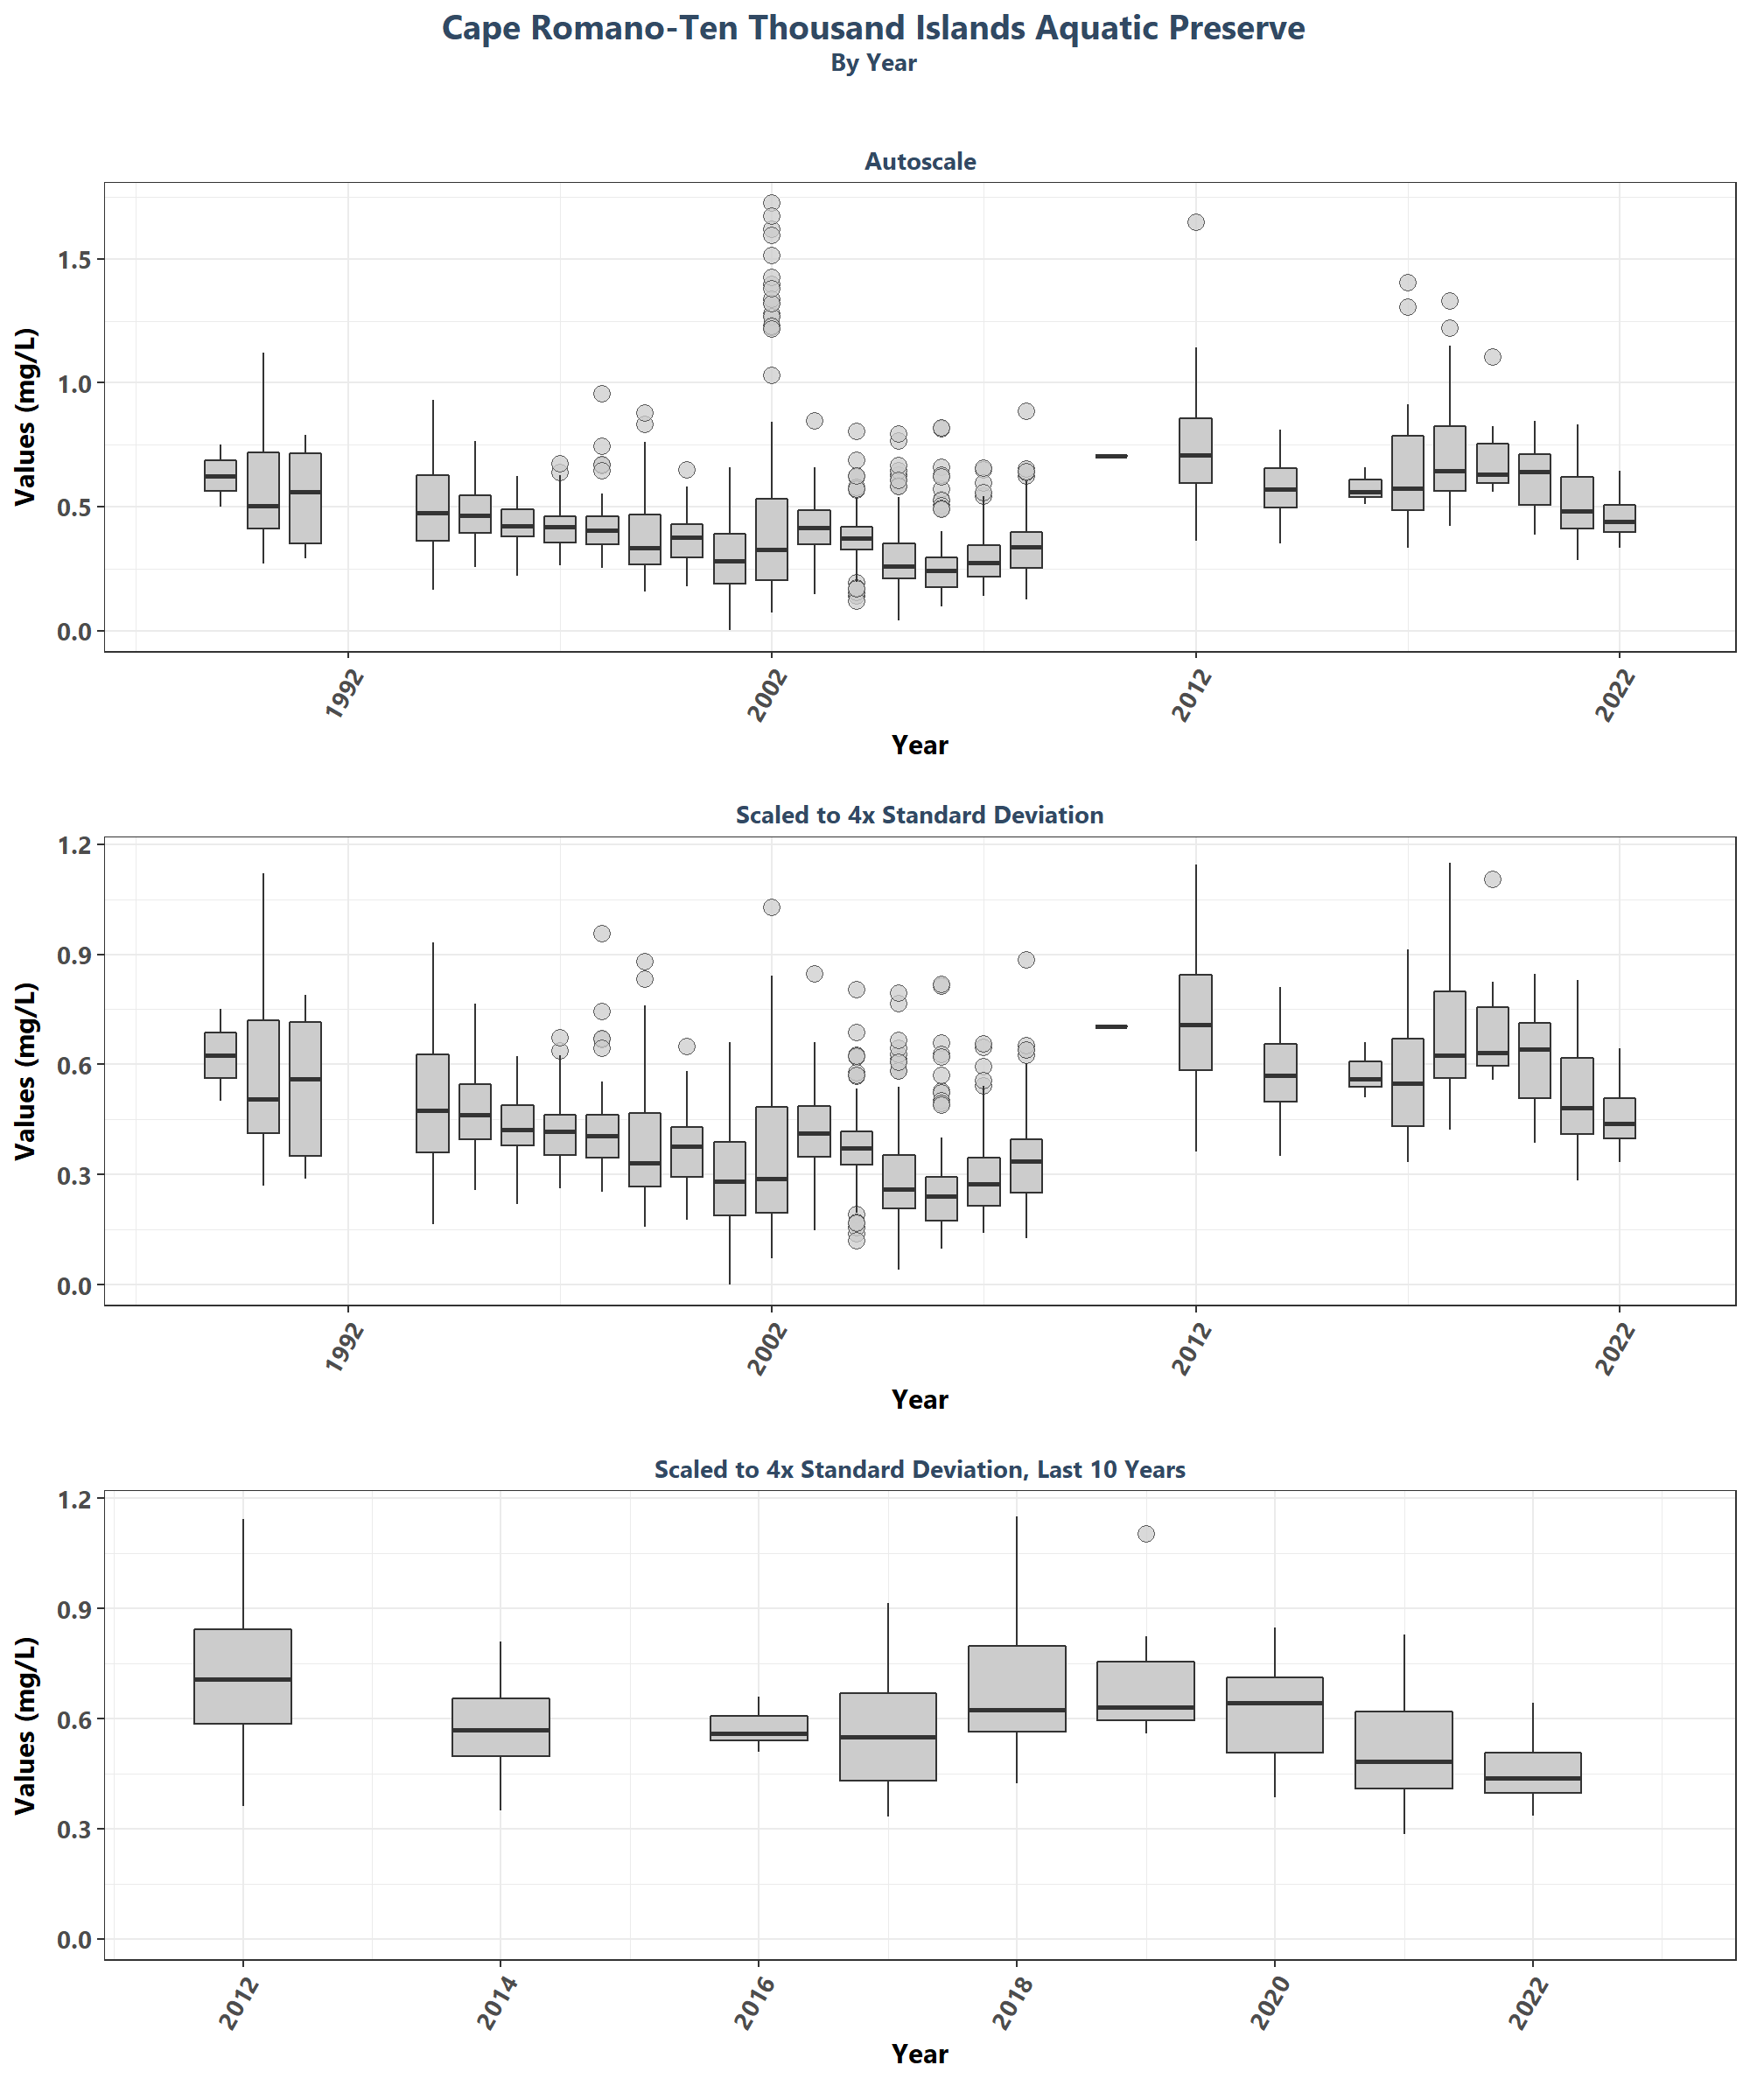 Cape Romano-Ten Thousand Islands Aquatic Preserve
By Year
Autoscale
Values (mg/L)
1.5
1.0
0.5
0.0
1992
2002
2012
2022
Year
Scaled to 4x Standard Deviation
Values (mg/L)
1.2
0.9
0.6
0.3
0.0
1992
2002
2012
2022
Year
Scaled to 4x Standard Deviation, Last 10 Years
Values (mg/L)
1.2
0.9
0.6
0.3
0.0
2012
2014
2016
2018
2020
2022
Year